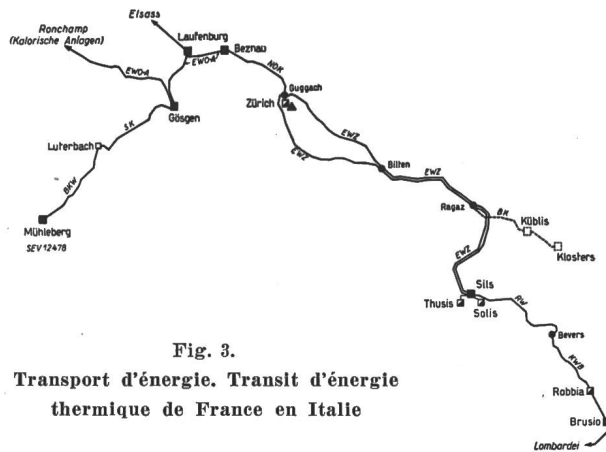 Elsass
Ronchamp
(Kalorische Anlagen)
Laufenburg
Beznau
EWO-A
EWO-A
NOK
Guggach
Zürich
Gösgen
SK
EWZ
Luterbach
EWZ
Bilten
EWZ
BKW
Ragaz
BK
Küblis
Mühleberg
Klosters
SEV 12478
EWZ
Sils
Thusis
Solis
RW
Bevers
KWB
Fig. 3.
Transport d'énergie. Transit d'énergie
thermique de France en Italie
Robbia
Brusio
Lombardei